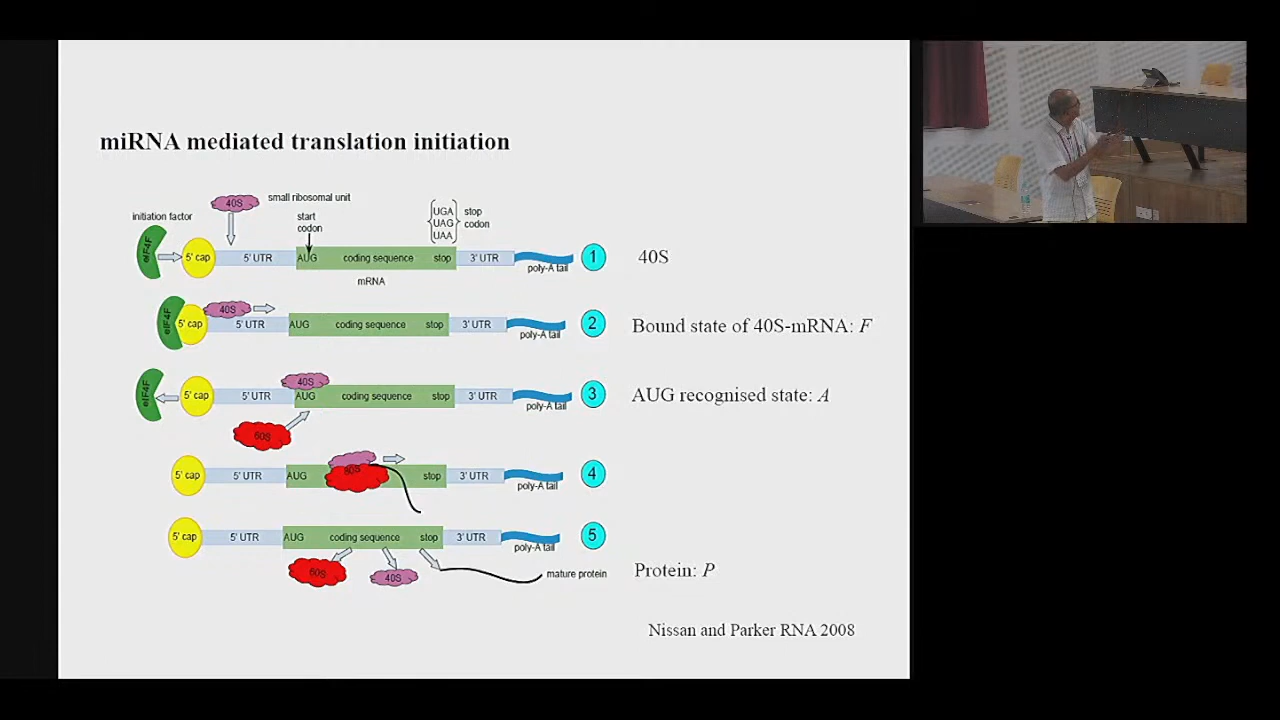 miRNA mediated translation initiation
40S
small ribosomal unit
initiation factor
start
codon
UGA
UAG
UAA
stop
codon
eIF4F
5' cap
5' UTR
AUG
coding sequence
stop
3' UTR
poly-A tail
mRNA
1
40S
eIF4F
5' cap
40S
5' UTR
AUG
coding sequence
stop
3' UTR
poly-A tail
2
Bound state of 40S-mRNA: F
eIF4F
5' cap
5' UTR
40S
AUG
coding sequence
stop
3' UTR
poly-A tail
60S
3
AUG recognised state: A
5' cap
5' UTR
AUG
stop
3' UTR
poly-A tail
4
5' cap
5' UTR
AUG
coding sequence
stop
3' UTR
poly-A tail
5
60S
40S
mature protein
Protein: P
Nissan and Parker RNA 2008